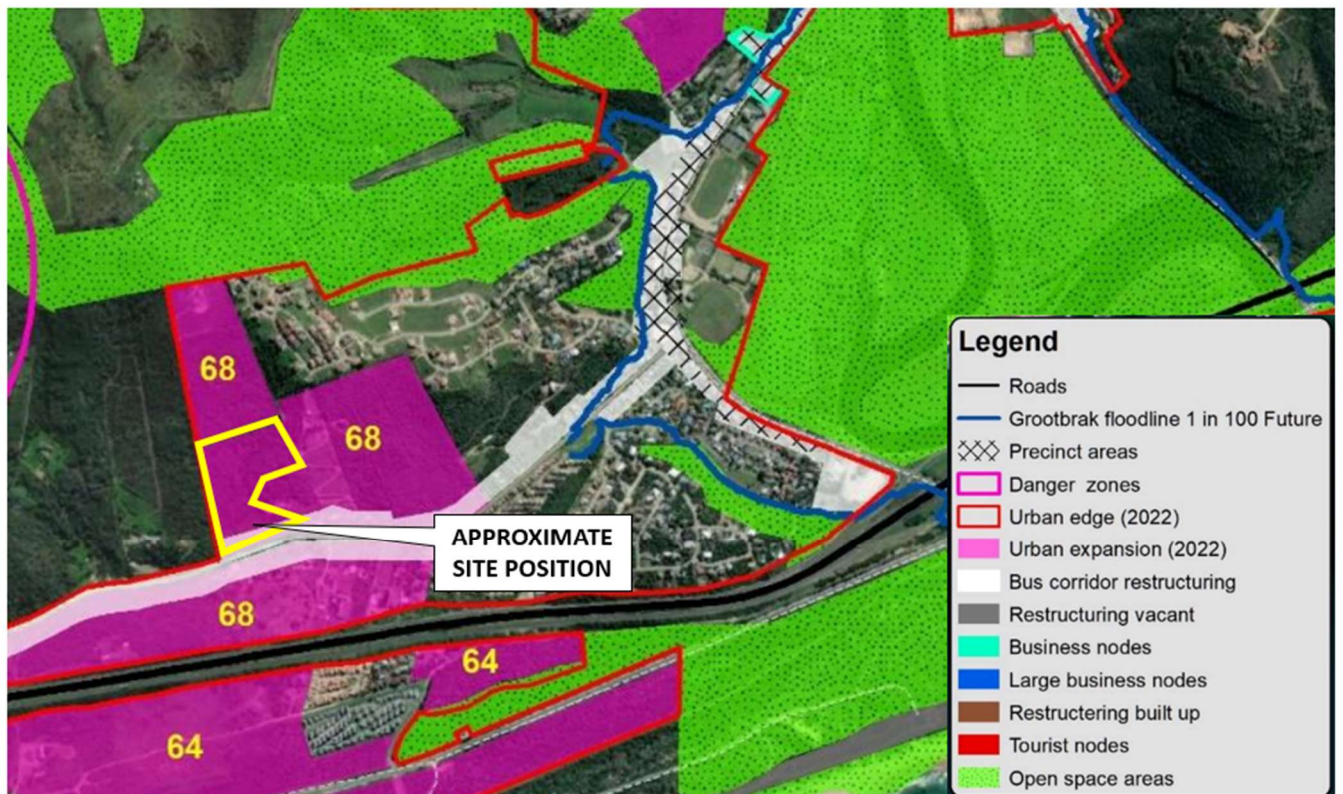 68
68
APPROXIMATE
SITE POSITION
68
64
64
Legend
Roads
Grootbrak floodline 1 in 100 Future
Precinct areas
Danger zones
Urban edge (2022)
Urban expansion (2022)
Bus corridor restructuring
Restructuring vacant
Business nodes
Large business nodes
Restructering built up
Tourist nodes
Open space areas